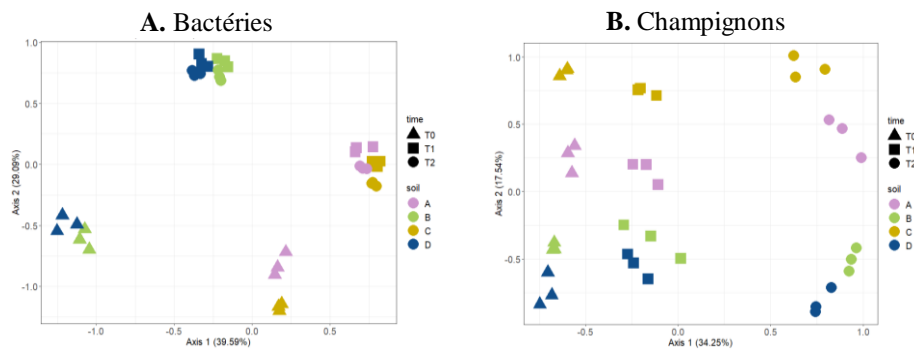 A. Bactéries
1.0
0.5
0.0
-0.5
-1.0
Axis 2 (29.09%)
-1.0 -0.5 0.0 0.5
Axis 1 (39.59%)
time
T0
T1
T2
soil
A
B
C
D
B. Champignons
1.0
0.5
0.0
-0.5
Axis 2 (17.54%)
-0.5 0.0 0.5 1.0
Axis 1 (34.25%)
time
T0
T1
T2
soil
A
B
C
D